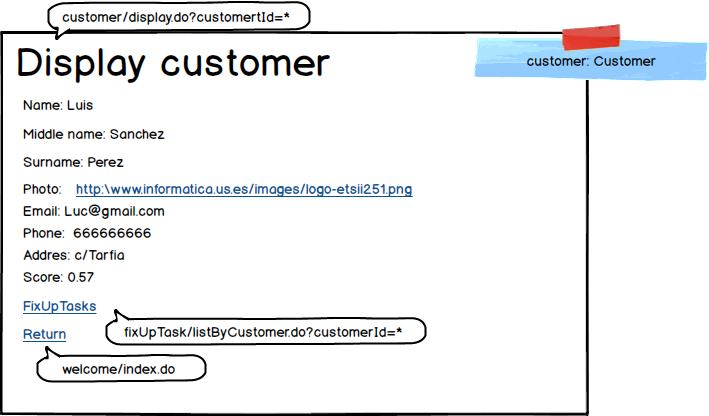 customer/display.do?customertId=*
Display customer
customer: Customer
Name: Luis
Middle name: Sanchez
Surname: Perez
Photo: http:\www.informatica.us.es/images/logo-etsii251.png
Email: Luc@gmail.com
Phone: 666666666
Addres: c/Tarfia
Score: 0.57
FixUpTasks
fixUpTask/listByCustomer.do?customerId=*
Return
welcome/index.do